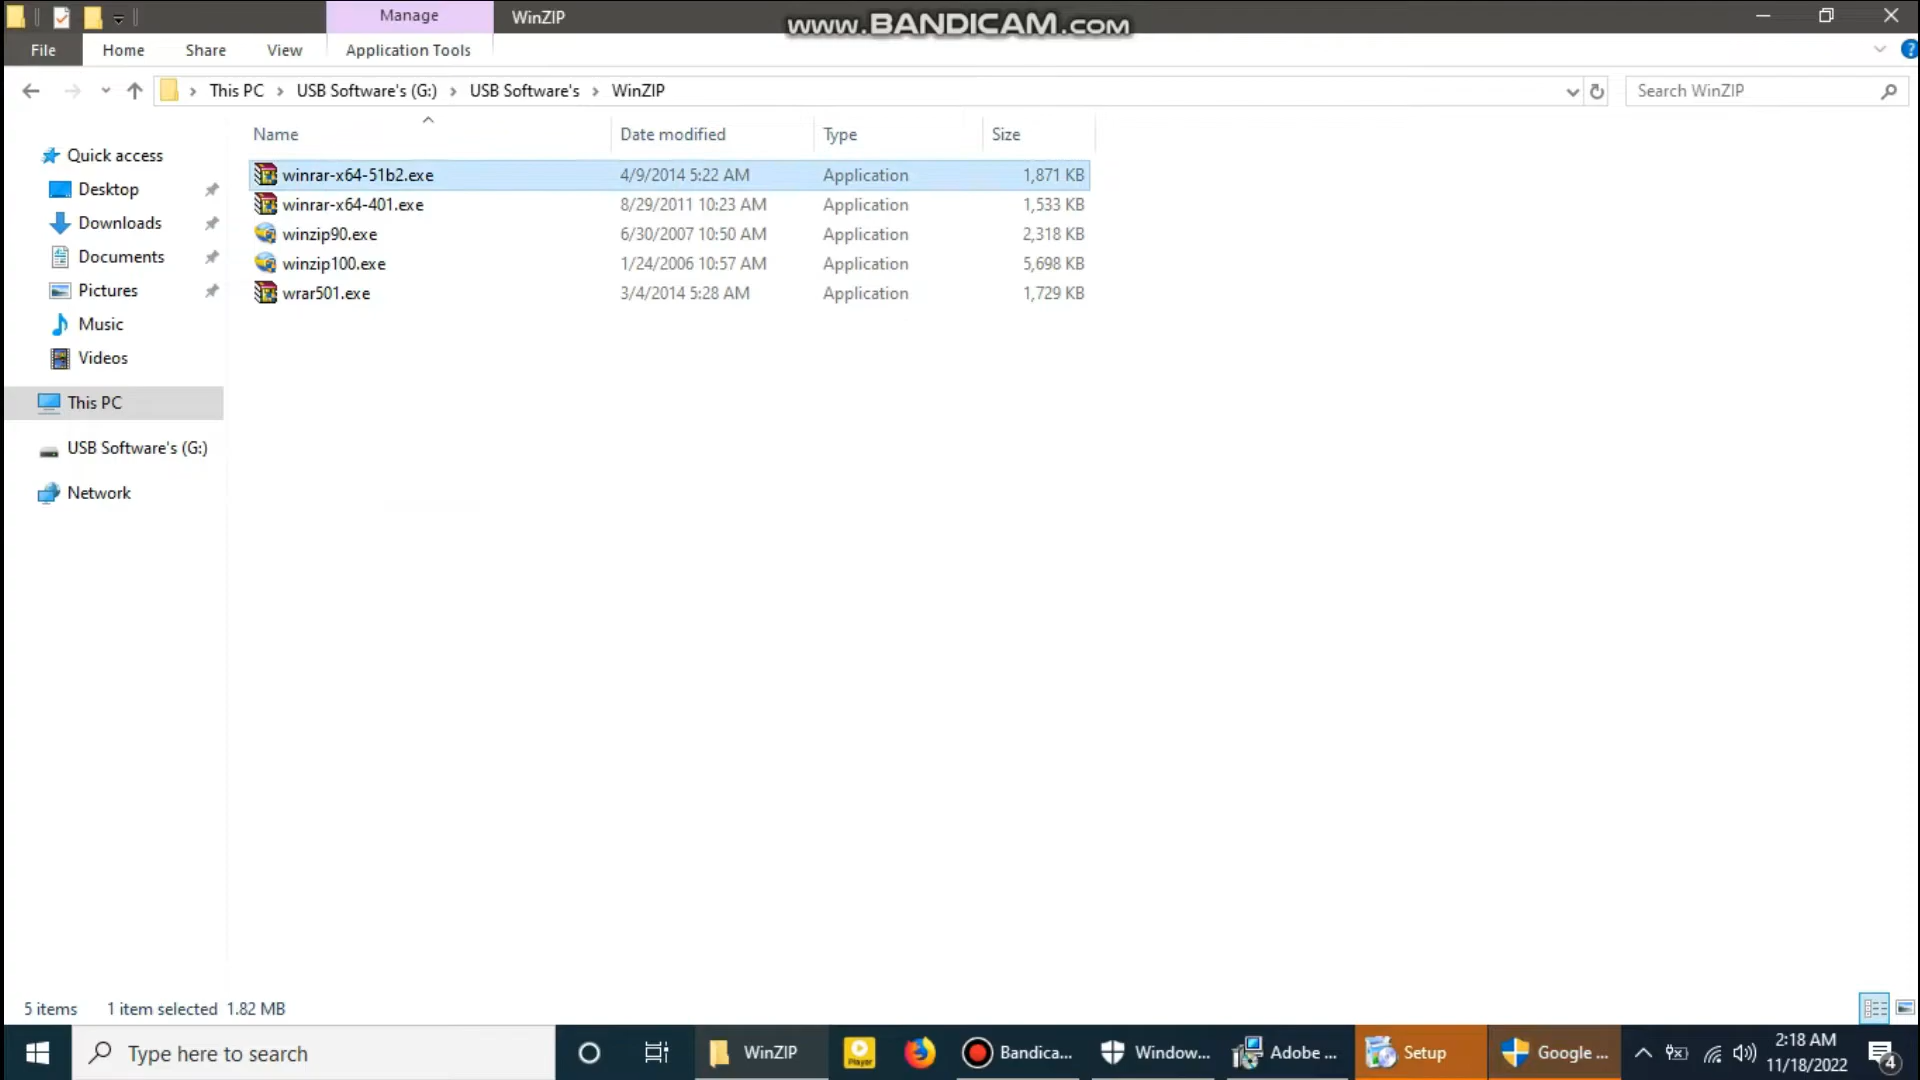 Manage
WinZIP
www.BANDICAM.com
File
Home
Share
View
Application Tools
This PC
USB Software's (G:)
USB Software's
WinZIP
Search WinZIP
Name
Date modified
Type
Size
Quick access
Desktop
Downloads
Documents
Pictures
Music
Videos
This PC
USB Software's (G:)
Network
winrar-x64-51b2.exe 4/9/2014 5:22 AM Application 1,871 KB
winrar-x64-401.exe 8/29/2011 10:23 AM Application 1,533 KB
winzip90.exe 6/30/2007 10:50 AM Application 2,318 KB
winzip100.exe 1/24/2006 10:57 AM Application 5,698 KB
wrar501.exe 3/4/2014 5:28 AM Application 1,729 KB
5 items 1 item selected 1.82 MB
Type here to search
WinZIP
Player
Bandica...
Window...
Adobe ...
Setup
Google ...
2:18 AM
11/18/2022
4